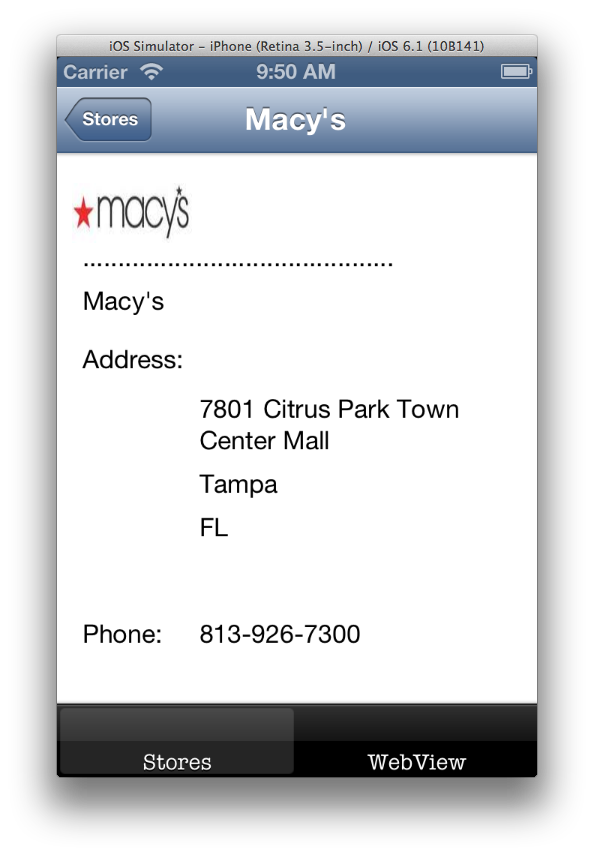 iOS Simulator – iPhone (Retina 3.5-inch) / iOS 6.1 (10B141)
Carrier 9:50 AM
Stores Macy's
macy's
............................................
Macy's
Address:
7801 Citrus Park Town
Center Mall
Tampa
FL
Phone: 813-926-7300
Stores WebView